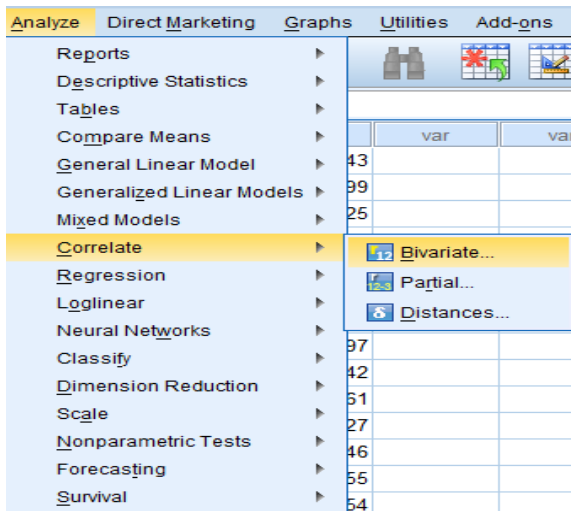 Analyze Direct Marketing Graphs Utilities Add-ons
Reports
Descriptive Statistics
Tables
Compare Means
var
General Linear Model
43
Generalized Linear Models
99
Mixed Models
25
Correlate
Bivariate...
Regression
12-3 Partial...
Loglinear
δ Distances...
Neural Networks
97
Classify
42
Dimension Reduction
61
Scale
27
Nonparametric Tests
46
Forecasting
55
Survival
54